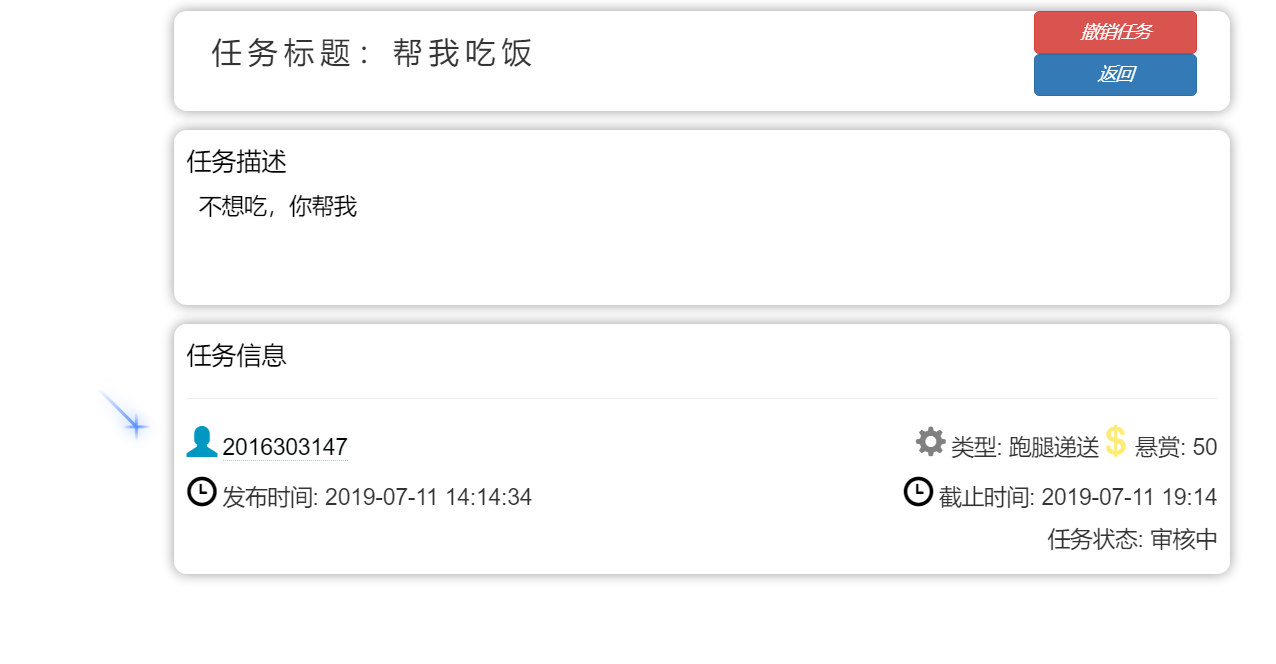 任务标题：帮我吃饭
撤销任务
返回
任务描述
不想吃，你帮我
任务信息
2016303147
类型: 跑腿递送 $ 悬赏: 50
发布时间: 2019-07-11 14:14:34
截止时间: 2019-07-11 19:14
任务状态: 审核中